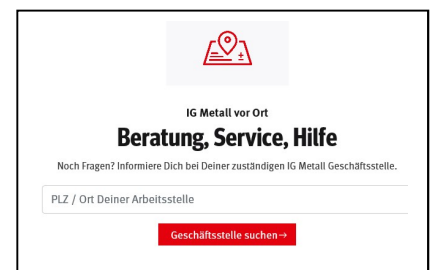 IG Metall vor Ort
Beratung, Service, Hilfe
Noch Fragen? Informiere Dich bei Deiner zuständigen IG Metall Geschäftsstelle.
PLZ / Ort Deiner Arbeitsstelle
Geschäftsstelle suchen→